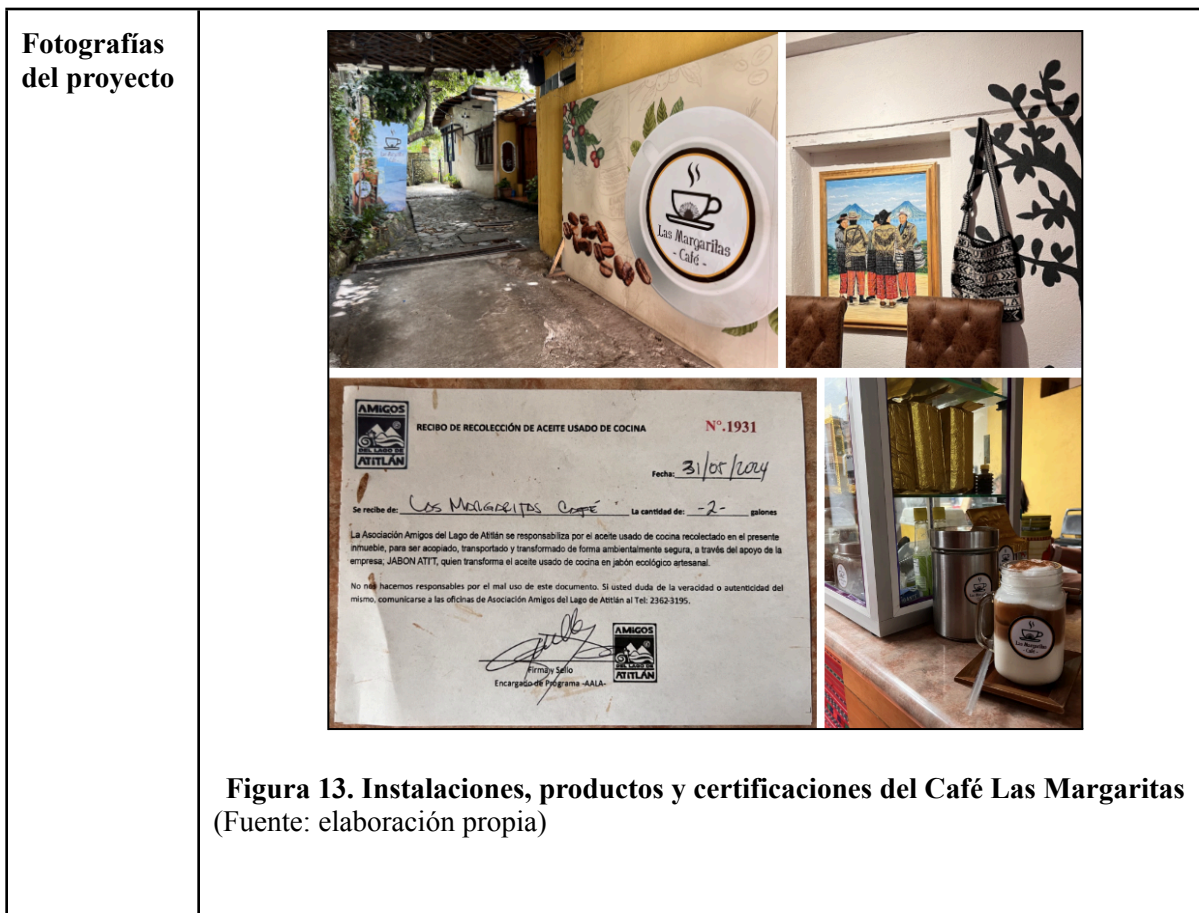 Fotografías
del proyecto
Las Margaritas
- Café -
AMIGOS
DEL LAGO DE
ATITLÁN
RECIBO DE RECOLECCIÓN DE ACEITE USADO DE COCINA
N°.1931
Fecha: 31/05/2024
Se recibe de: Las Margaritas Café La cantidad de: -2- galones
La Asociación Amigos del Lago de Atitlán se responsabiliza por el aceite usado de cocina recolectado en el presente
inmueble, para ser acopiado, transportado y transformado de forma ambientalmente segura, a través del apoyo de la
empresa; JABON ATI'T, quien transforma el aceite usado de cocina en jabón ecológico artesanal.
No nos hacemos responsables por el mal uso de este documento. Si usted duda de la veracidad o autenticidad del
mismo, comunicarse a las oficinas de Asociación Amigos del Lago de Atitlán al Tel: 2362-3195.
Firma y Sello
Encargado de Programa -AALA-
AMIGOS
DEL LAGO DE
ATITLÁN
Las Margaritas
- Café -
Figura 13. Instalaciones, productos y certificaciones del Café Las Margaritas
(Fuente: elaboración propia)